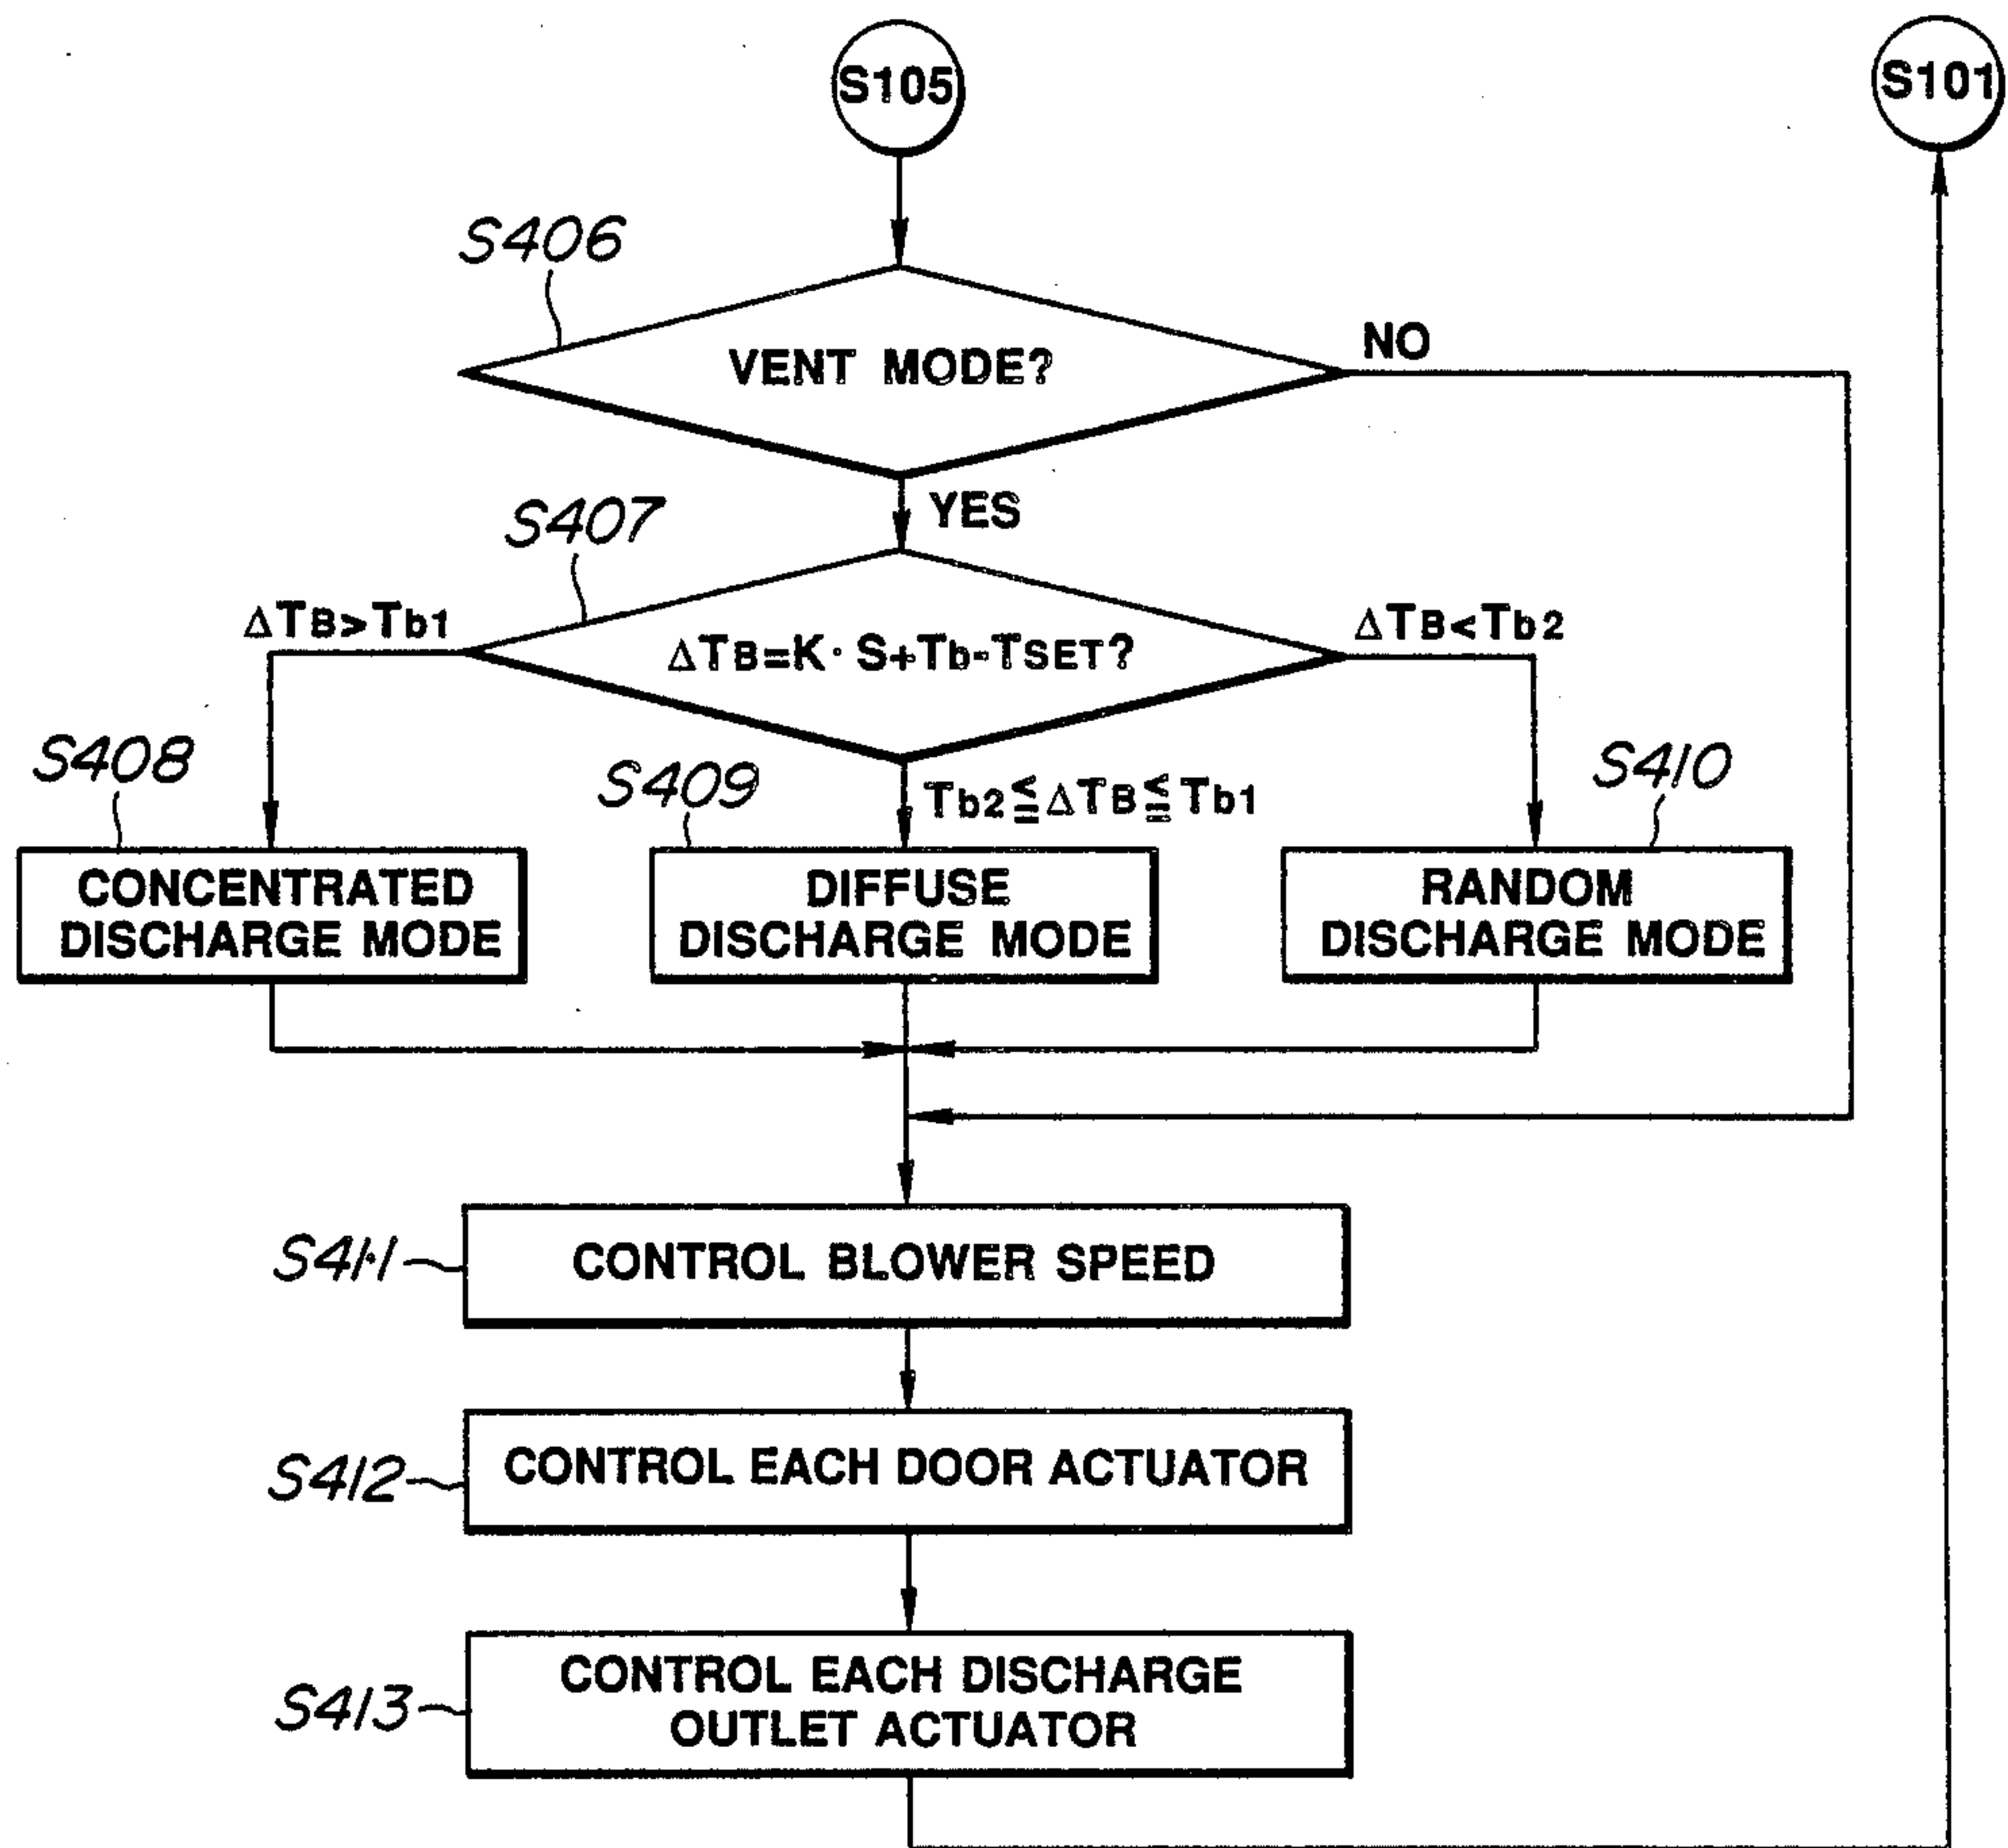 S105
S101
S406
VENT MODE?
NO
YES
S407
ΔTB>Tb1
ΔTB=K·S+Tb-TSET?
ΔTB<Tb2
S408
S409
Tb2≦ΔTB≦Tb1
S410
CONCENTRATED
DISCHARGE MODE
DIFFUSE
DISCHARGE MODE
RANDOM
DISCHARGE MODE
S411
CONTROL BLOWER SPEED
S412
CONTROL EACH DOOR ACTUATOR
S413
CONTROL EACH DISCHARGE
OUTLET ACTUATOR